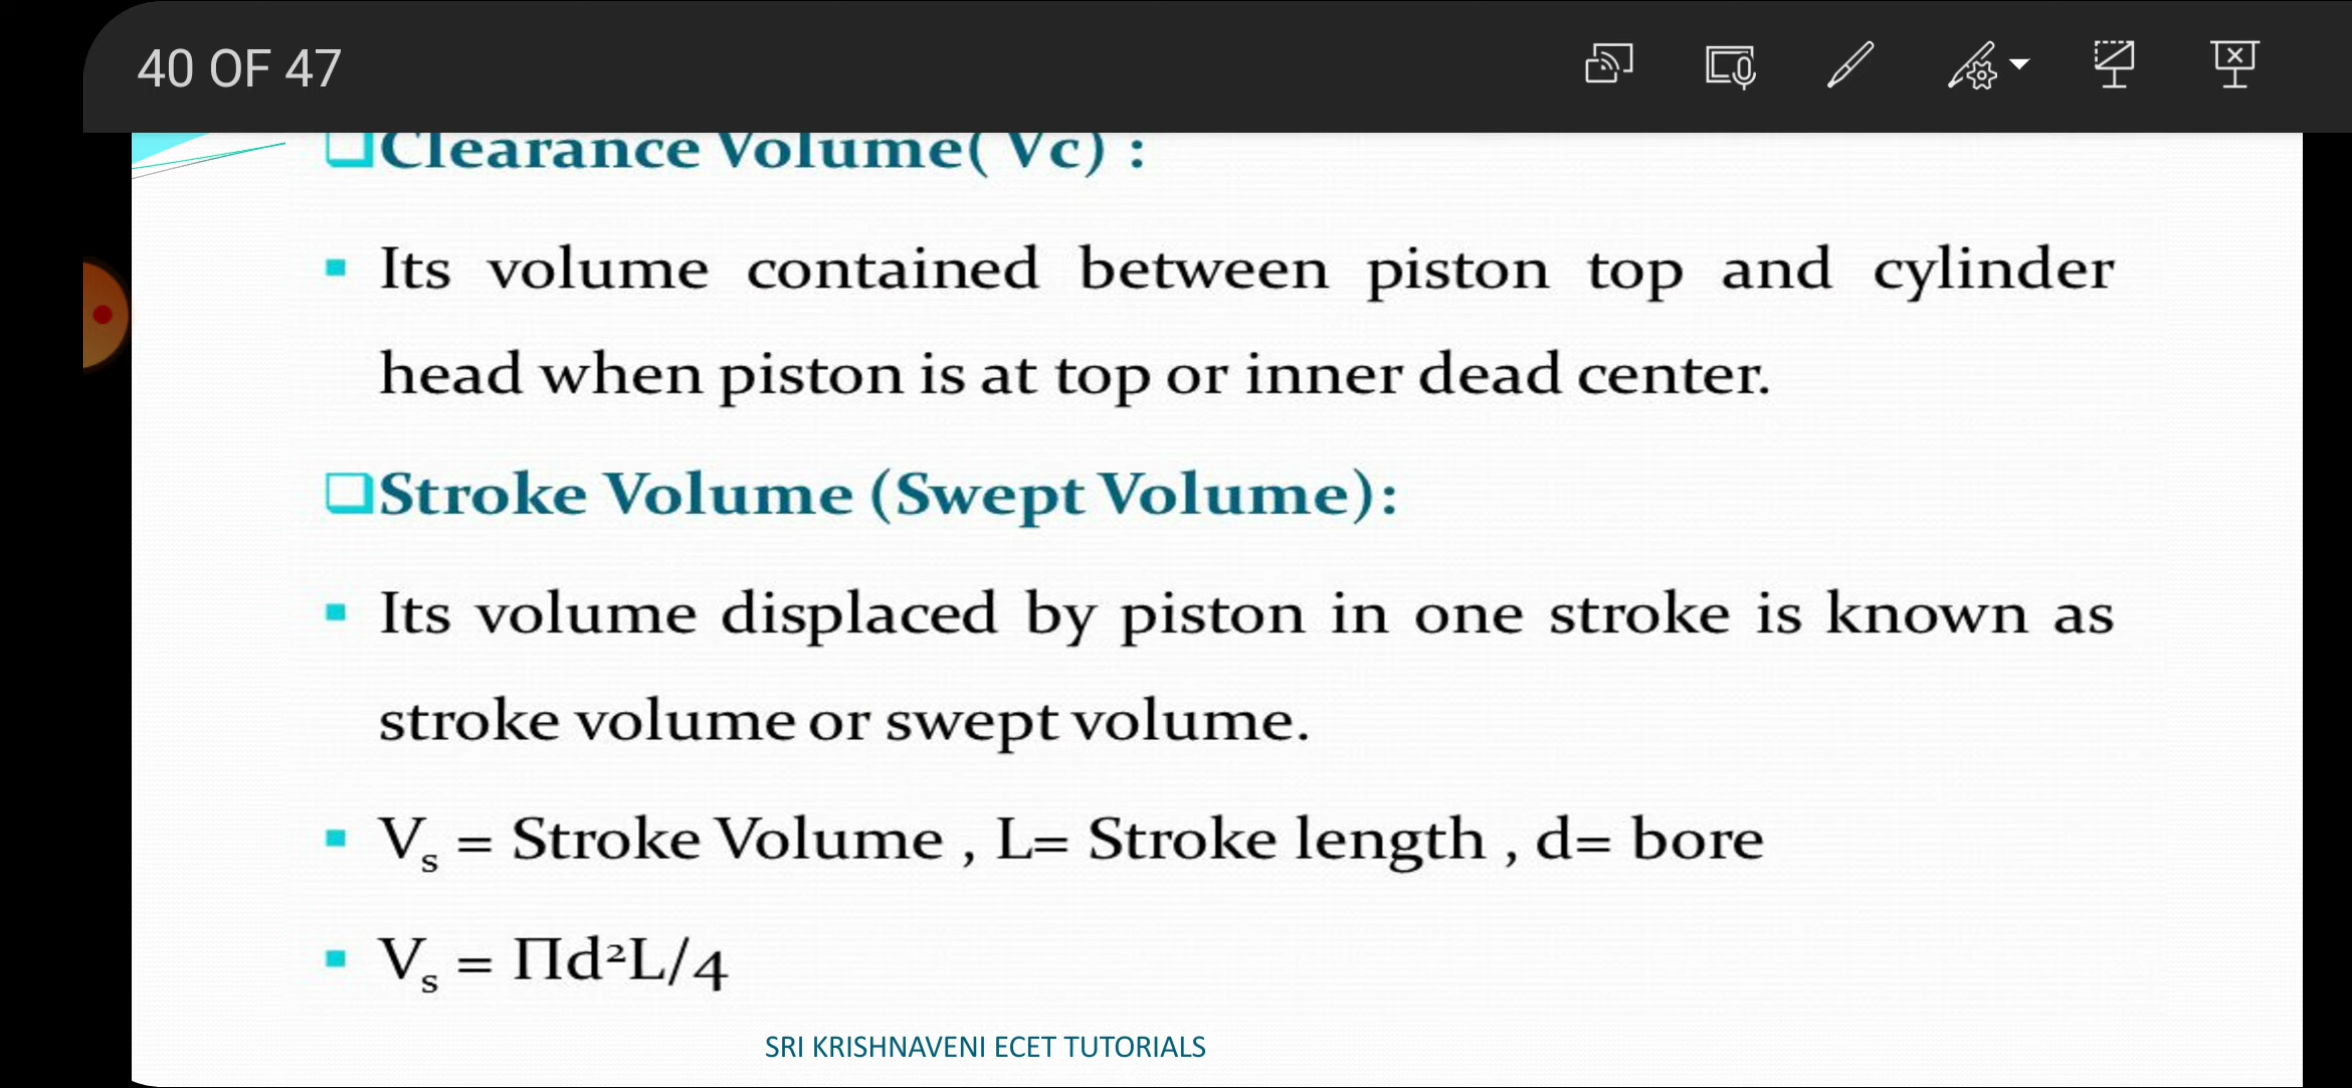 40 OF 47
Clearance Volume( Vc) :
Its volume contained between piston top and cylinder
head when piston is at top or inner dead center.
Stroke Volume (Swept Volume):
Its volume displaced by piston in one stroke is known as
stroke volume or swept volume.
Vₛ = Stroke Volume , L= Stroke length , d= bore
Vₛ = Πd²L/4
SRI KRISHNAVENI ECET TUTORIALS